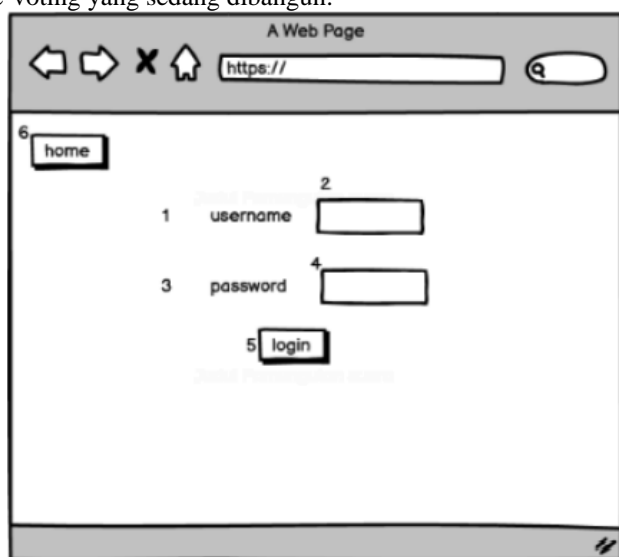 Voting yang sedang dibangun.
A Web Page
https://
6
home
2
1 username
4
3 password
5 login